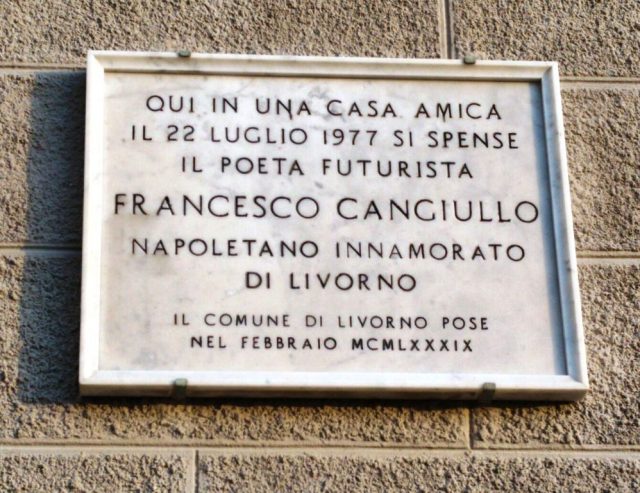 QUI IN UNA CASA AMICA
IL 22 LUGLIO 1977 SI SPENSE
IL POETA FUTURISTA
FRANCESCO CANGIULLO
NAPOLETANO INNAMORATO
DI LIVORNO
IL COMUNE DI LIVORNO POSE
NEL FEBBRAIO MCMLXXXIX